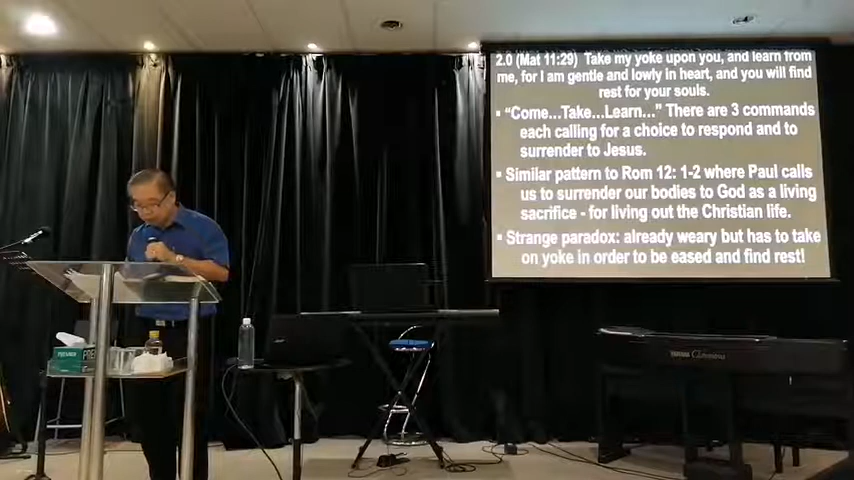 2.0 (Mat 11:29) Take my yoke upon you, and learn from
me, for I am gentle and lowly in heart, and you will find
rest for your souls.
• "Come...Take...Learn..." There are 3 commands
each, calling us for a choice, to respond, and to
surrender to Jesus.
• Similar pattern to Rom 12: 1-2 where Paul calls
us to surrender our bodies to God as a living
sacrifice - for living out the Christian life.
• Strange paradox: already weary but has to take
on yoke in order to be eased, and find rest!
YAMAHA Clavinova